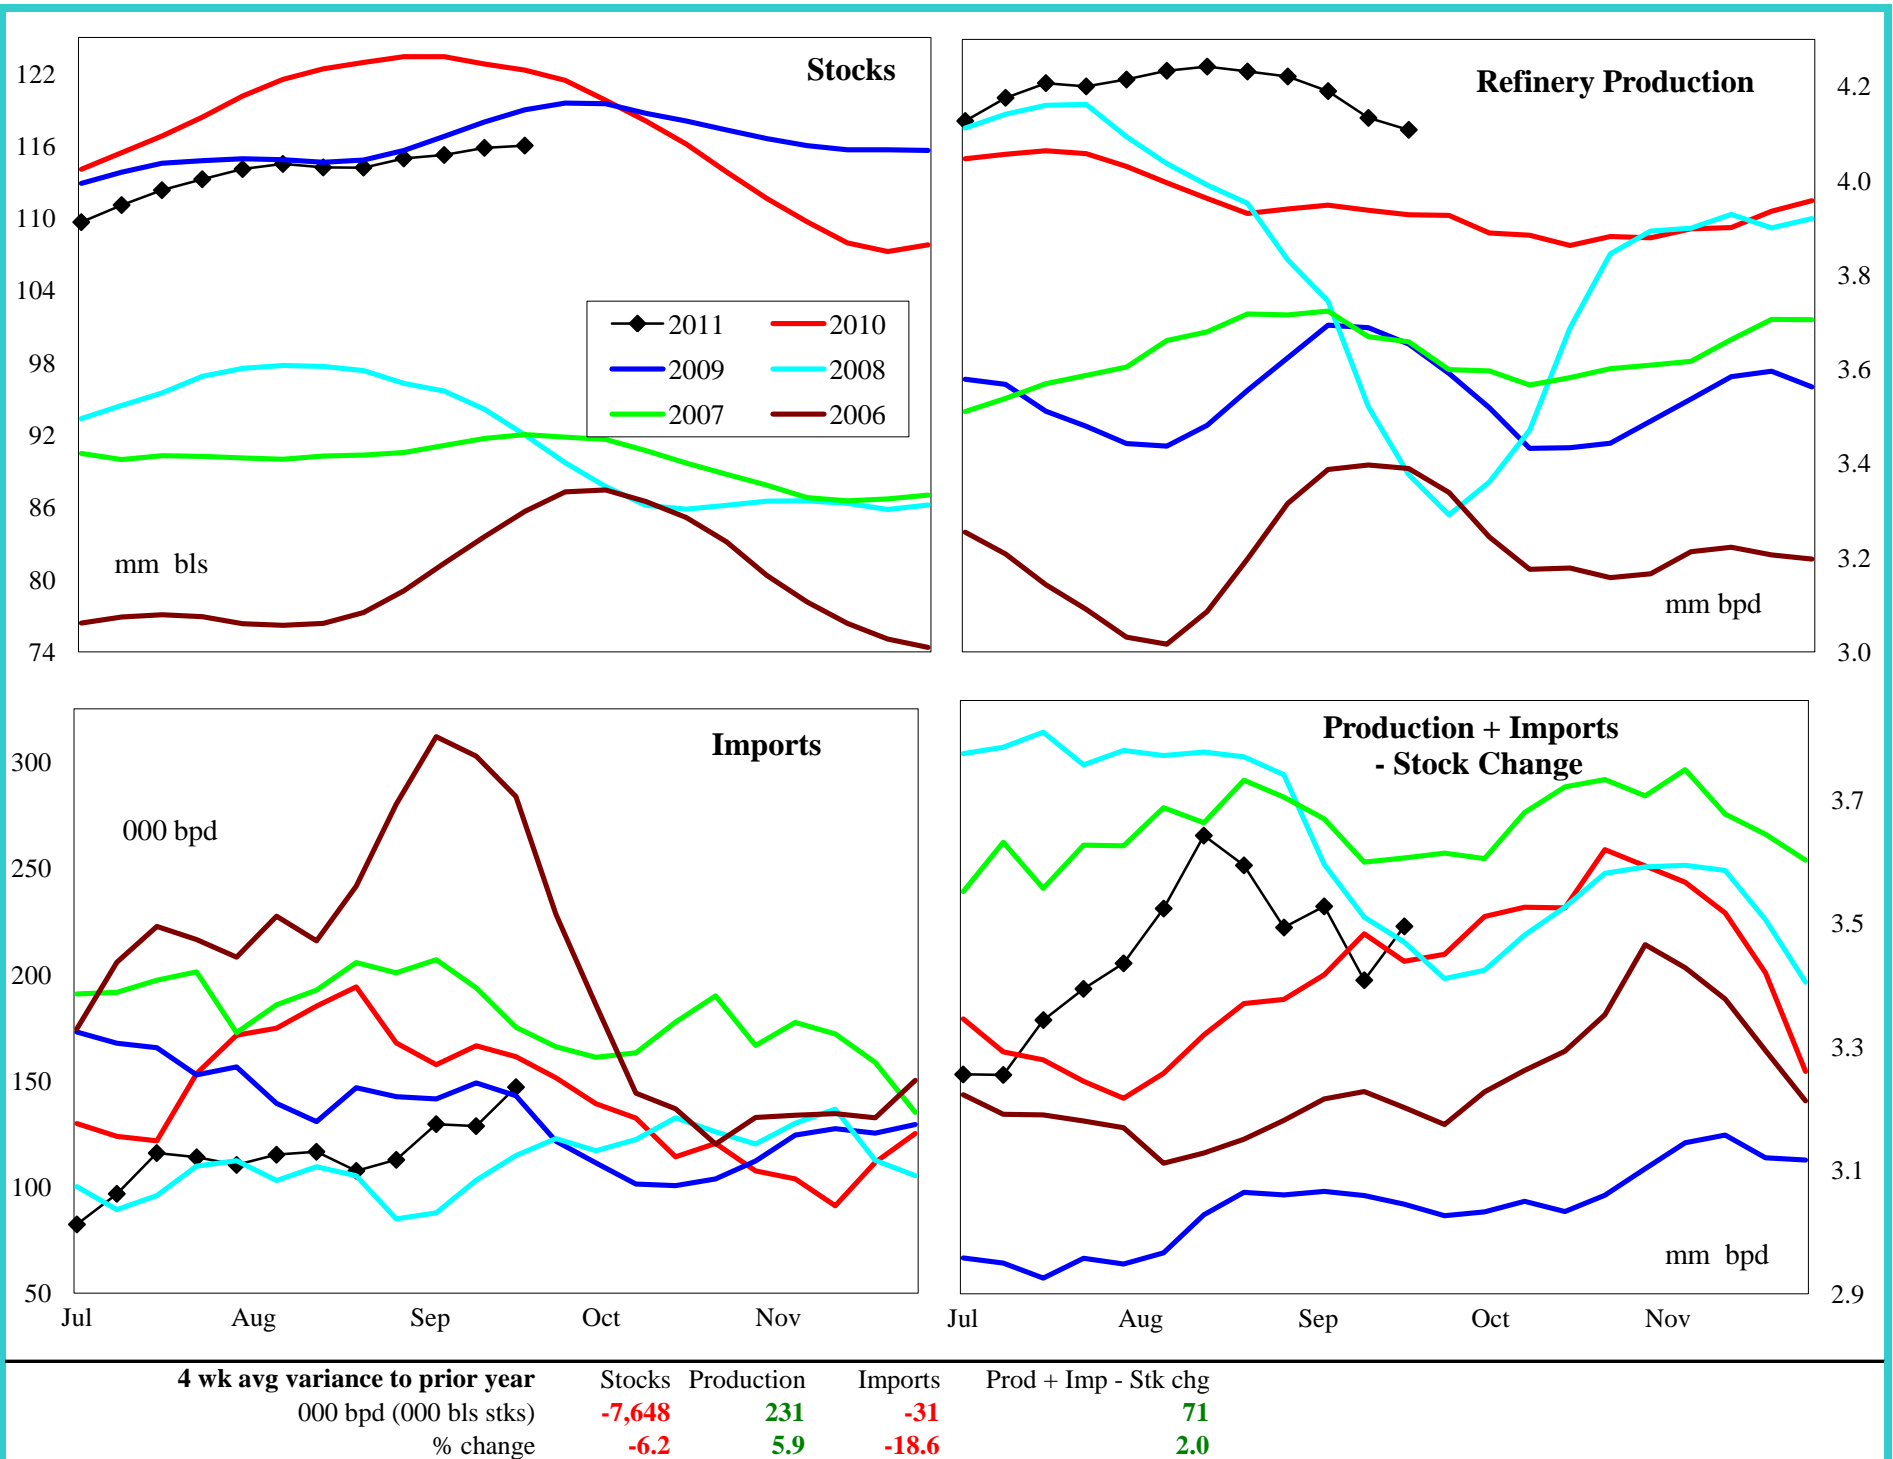 Stocks
122
116
110
104
98
92
86
80
74
mm bls
2011
2010
2009
2008
2007
2006
Refinery Production
4.2
4.0
3.8
3.6
3.4
3.2
3.0
mm bpd
Imports
300
250
200
150
100
50
000 bpd
Jul Aug Sep Oct Nov
Production + Imports
- Stock Change
3.7
3.5
3.3
3.1
2.9
mm bpd
Jul Aug Sep Oct Nov
4 wk avg variance to prior year Stocks Production Imports Prod + Imp - Stk chg
000 bpd (000 bls stks) -7,648 231 -31 71
% change -6.2 5.9 -18.6 2.0